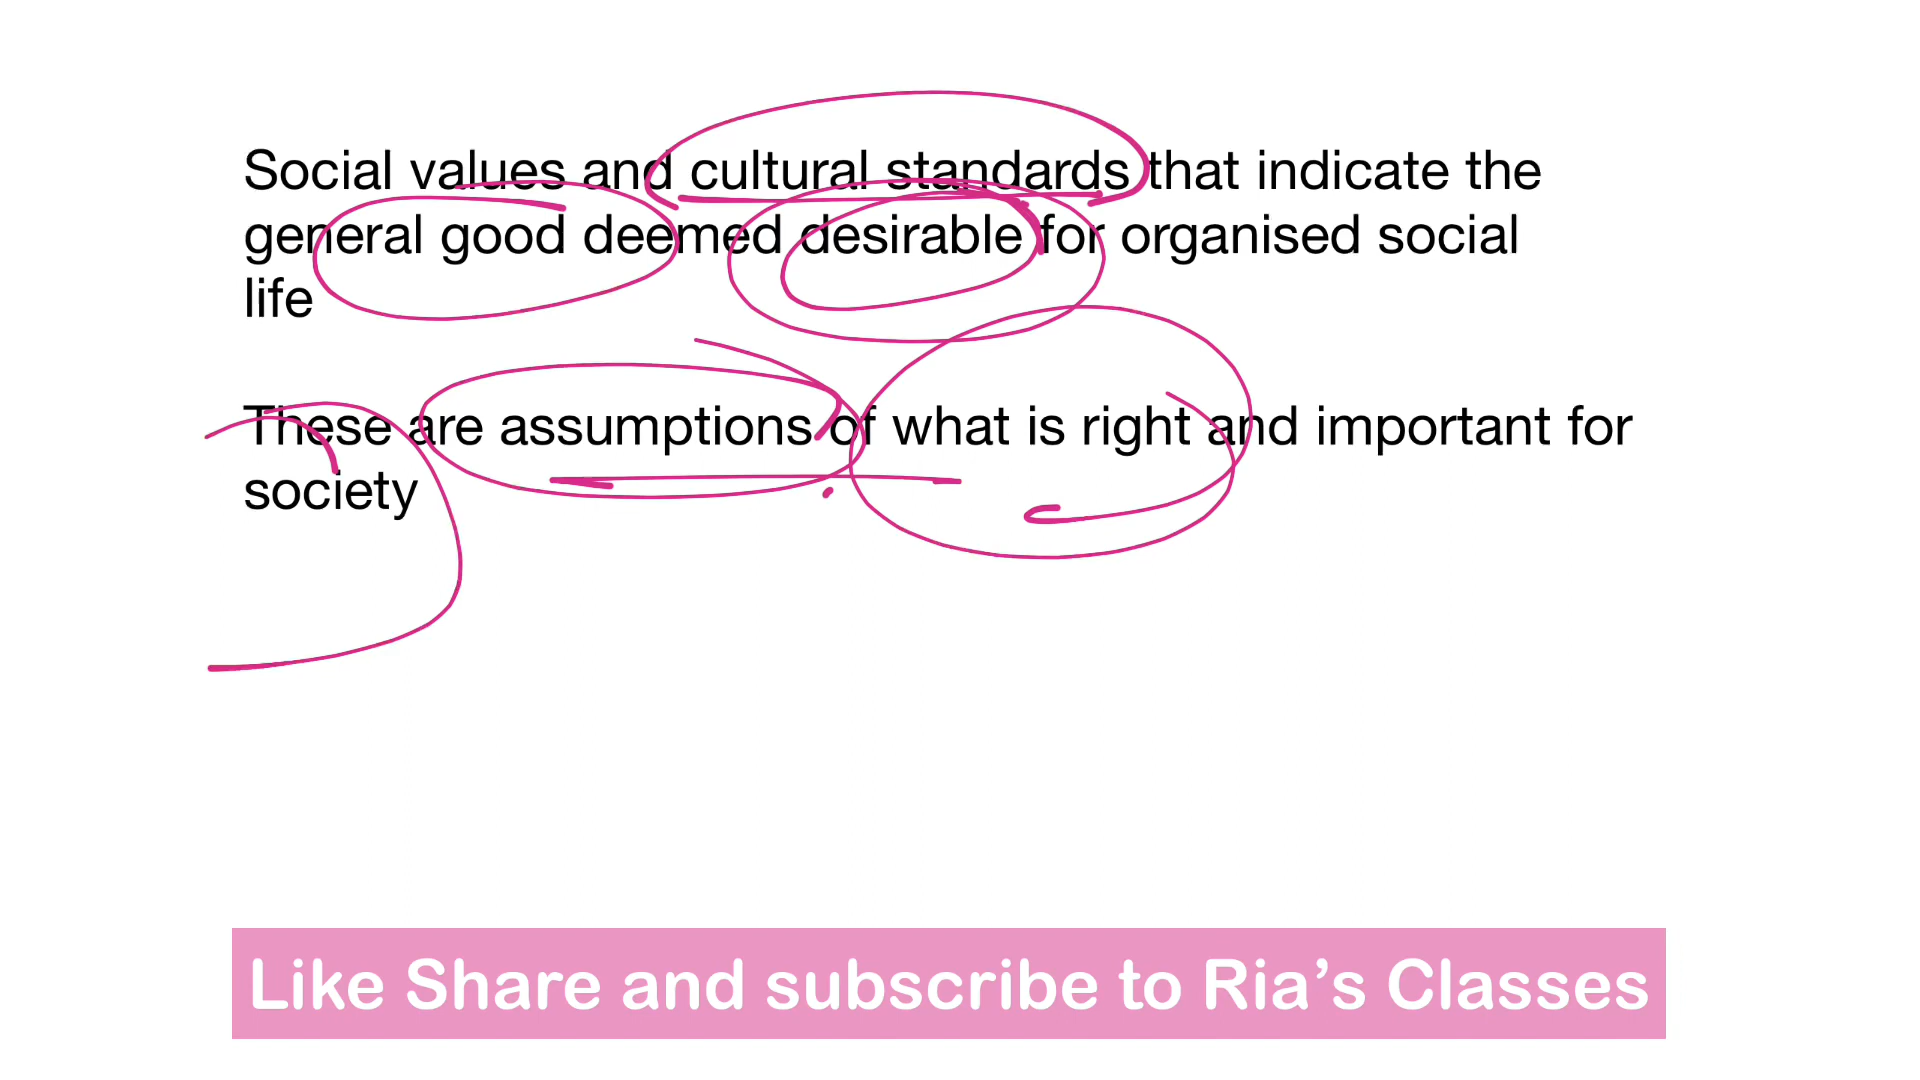 Social values and cultural standards that indicate the
general good deemed desirable for organised social
life
These are assumptions of what is right and important for
society
Like Share and subscribe to Ria’s Classes